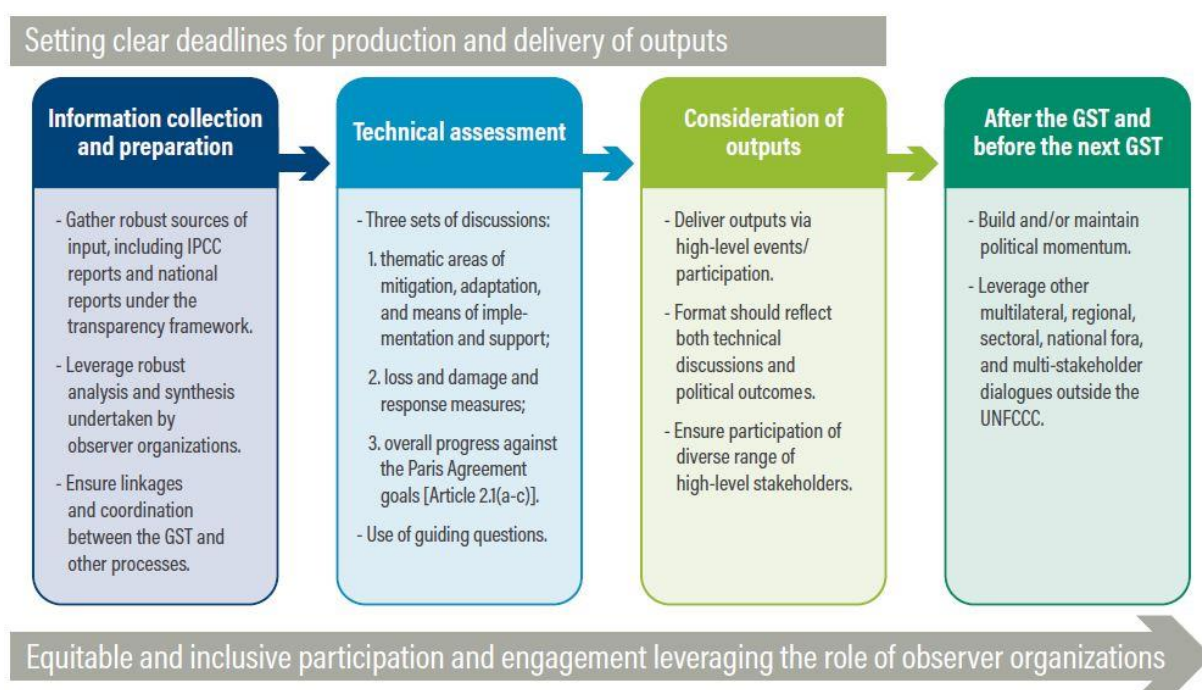 Setting clear deadlines for production and delivery of outputs
Information collection
and preparation
- Gather robust sources of
input, including IPCC
reports and national
reports under the
transparency framework.
- Leverage robust
analysis and synthesis
undertaken by
observer organizations.
- Ensure linkages
and coordination
between the GST and
other processes.
Technical assessment
- Three sets of discussions:
1. thematic areas of
mitigation, adaptation,
and means of imple-
mentation and support;
2. loss and damage and
response measures;
3. overall progress against
the Paris Agreement
goals [Article 2.1(a-c)].
- Use of guiding questions.
Consideration of
outputs
- Deliver outputs via
high-level events/
participation.
- Format should reflect
both technical
discussions and
political outcomes.
- Ensure participation of
diverse range of
high-level stakeholders.
After the GST and
before the next GST
- Build and/or maintain
political momentum.
- Leverage other
multilateral, regional,
sectoral, national fora,
and multi-stakeholder
dialogues outside the
UNFCCC.
Equitable and inclusive participation and engagement leveraging the role of observer organizations